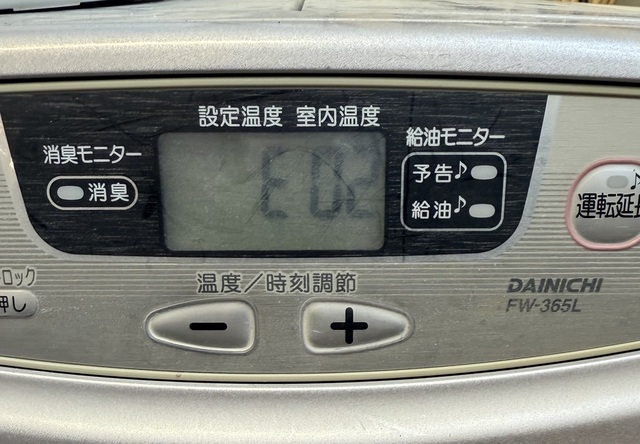 設定温度 室内温度
消臭モニター
消臭
給油モニター
予告♪
給油♪
運転延長
温度/時刻調節
ロック
押し
− +
DAINICHI
FW-365L